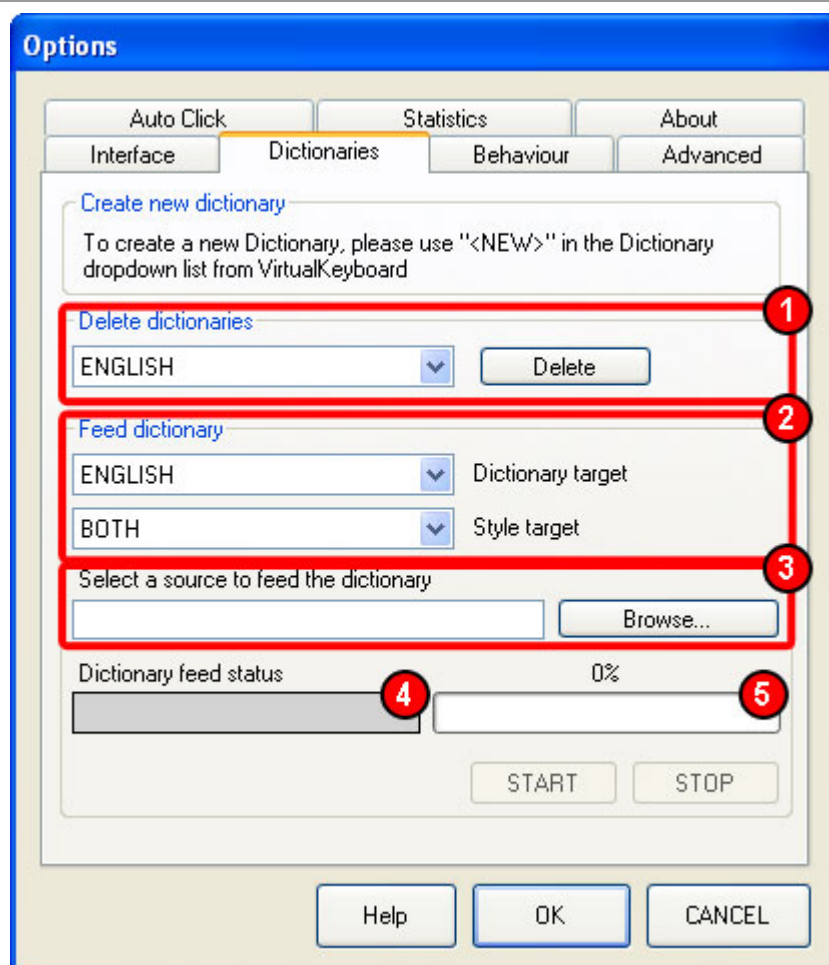 Options
Auto Click Statistics About
Interface Dictionaries Behaviour Advanced
Create new dictionary
To create a new Dictionary, please use "<NEW>" in the Dictionary
dropdown list from VirtualKeyboard
1
Delete dictionaries
ENGLISH Delete
2
Feed dictionary
ENGLISH Dictionary target
BOTH Style target
3
Select a source to feed the dictionary
Browse...
Dictionary feed status 0%
4 5
START STOP
Help OK CANCEL